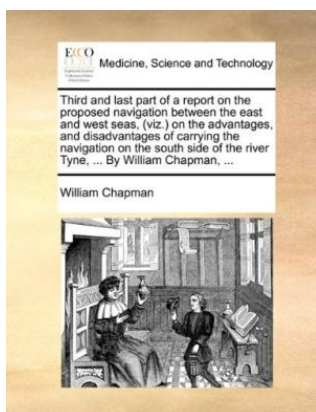 ECCO
Medicine, Science and Technology
Third and last part of a report on the
proposed navigation between the east
and west seas, (viz.) on the advantages,
and disadvantages of carrying the
navigation on the south side of the river
Tyne, ... By William Chapman, ...
William Chapman